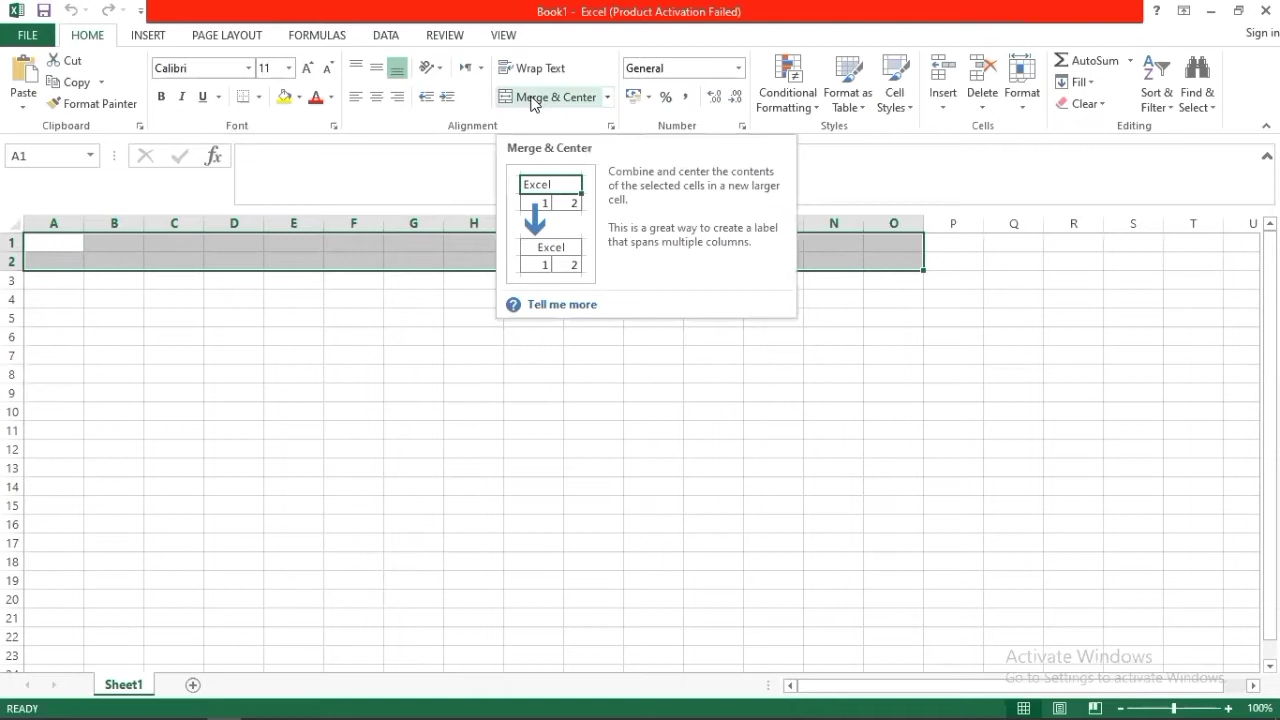 Book1 - Excel (Product Activation Failed)
?
FILE HOME INSERT PAGE LAYOUT FORMULAS DATA REVIEW VIEW Sign in
Paste
Cut
Copy
Format Painter
Clipboard
Calibri 11
B I U A
Font
Wrap Text
Merge & Center
Alignment
General
%
Number
Conditional Formatting
Format as Table
Cell Styles
Styles
Insert
Delete
Format
Cells
AutoSum
Fill
Clear
Sort & Filter
Find & Select
Editing
A1
fx
Merge & Center
Excel
1 2
Excel
1 2
Combine and center the contents
of the selected cells in a new larger
cell.
This is a great way to create a label
that spans multiple columns.
? Tell me more
A B C D E F G H N O P Q R S T U
1
2
3
4
5
6
7
8
9
10
11
12
13
14
15
16
17
18
19
20
21
22
23
Activate Windows
Go to Settings to activate Windows.
Sheet1
READY
100%